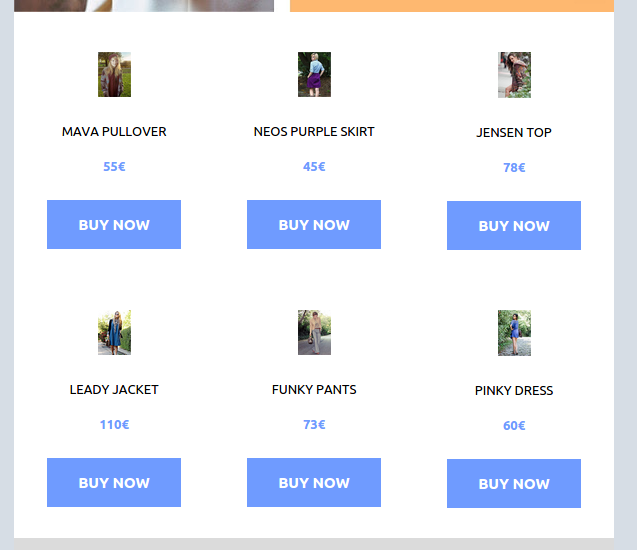 MAVA PULLOVER
55€
BUY NOW
NEOS PURPLE SKIRT
45€
BUY NOW
JENSEN TOP
78€
BUY NOW
LEADY JACKET
110€
BUY NOW
FUNKY PANTS
73€
BUY NOW
PINKY DRESS
60€
BUY NOW